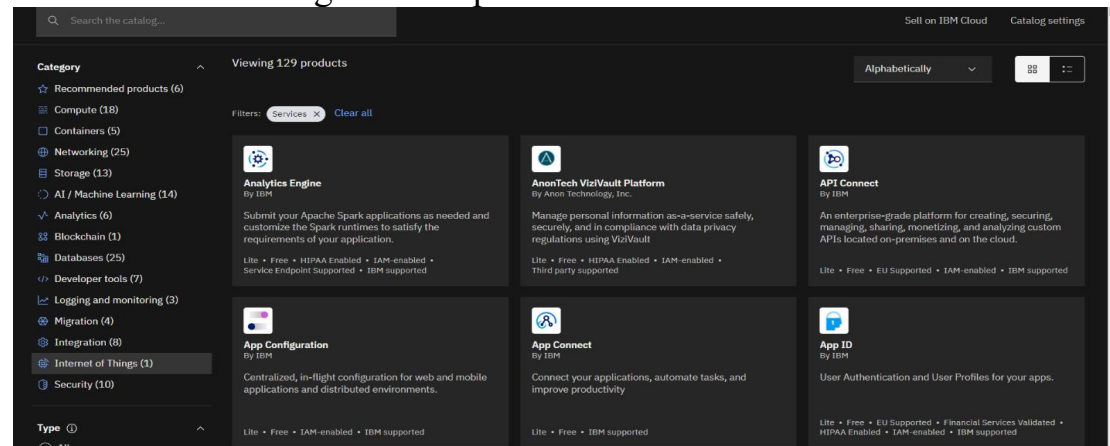 Search the catalog...
Sell on IBM Cloud
Catalog settings
Category
Recommended products (6)
Compute (18)
Containers (5)
Networking (25)
Storage (13)
AI / Machine Learning (14)
Analytics (6)
Blockchain (1)
Databases (25)
Developer tools (7)
Logging and monitoring (3)
Migration (4)
Integration (8)
Internet of Things (1)
Security (10)
Type
Viewing 129 products
Alphabetically
Filters: Services × Clear all
Analytics Engine
By IBM
Submit your Apache Spark applications as needed and
customize the Spark runtimes to satisfy the
requirements of your application.
Lite • Free • HIPAA Enabled • IAM-enabled •
Service Endpoint Supported • IBM supported
AnonTech ViziVault Platform
By Anon Technology, Inc.
Manage personal information as-a-service safely,
securely, and in compliance with data privacy
regulations using ViziVault
Lite • Free • HIPAA Enabled • IAM-enabled •
Third party supported
API Connect
By IBM
An enterprise-grade platform for creating, securing,
managing, sharing, monetizing, and analyzing custom
APIs located on-premises and on the cloud.
Lite • Free • EU Supported • IAM-enabled • IBM supported
App Configuration
By IBM
Centralized, in-flight configuration for web and mobile
applications and distributed environments.
Lite • Free • IAM-enabled • IBM supported
App Connect
By IBM
Connect your applications, automate tasks, and
improve productivity
Lite • Free • IBM supported
App ID
By IBM
User Authentication and User Profiles for your apps.
Lite • Free • EU Supported • Financial Services Validated •
HIPAA Enabled • IAM-enabled • IBM supported